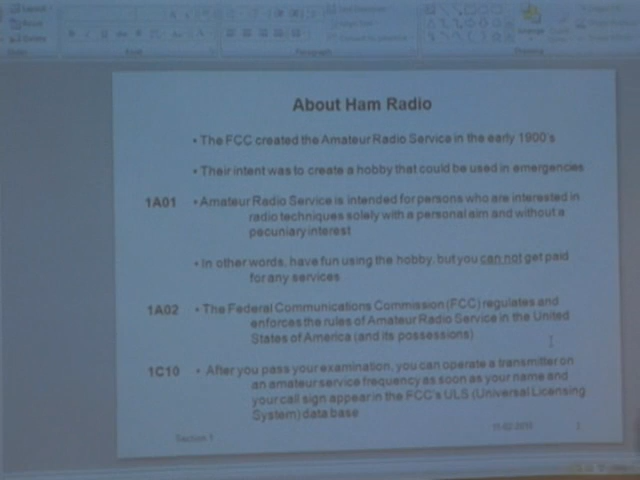 About Ham Radio
• The FCC created the Amateur Radio Service in the early 1900's
• Their intent was to create a hobby that could be used in emergencies
1A01 • Amateur Radio Service is intended for persons who are interested in
radio techniques solely with a personal aim and without a
pecuniary interest
• In other words, have fun using the hobby, but you can not get paid
for any services
1A02 • The Federal Communications Commission (FCC) regulates and
enforces the rules of Amateur Radio Service in the United
States of America (and its possessions)
1C10 • After you pass your examination, you can operate a transmitter on
an amateur service frequency as soon as your name and
your call sign appear in the FCC's ULS (Universal Licensing
System) data base
Section 1